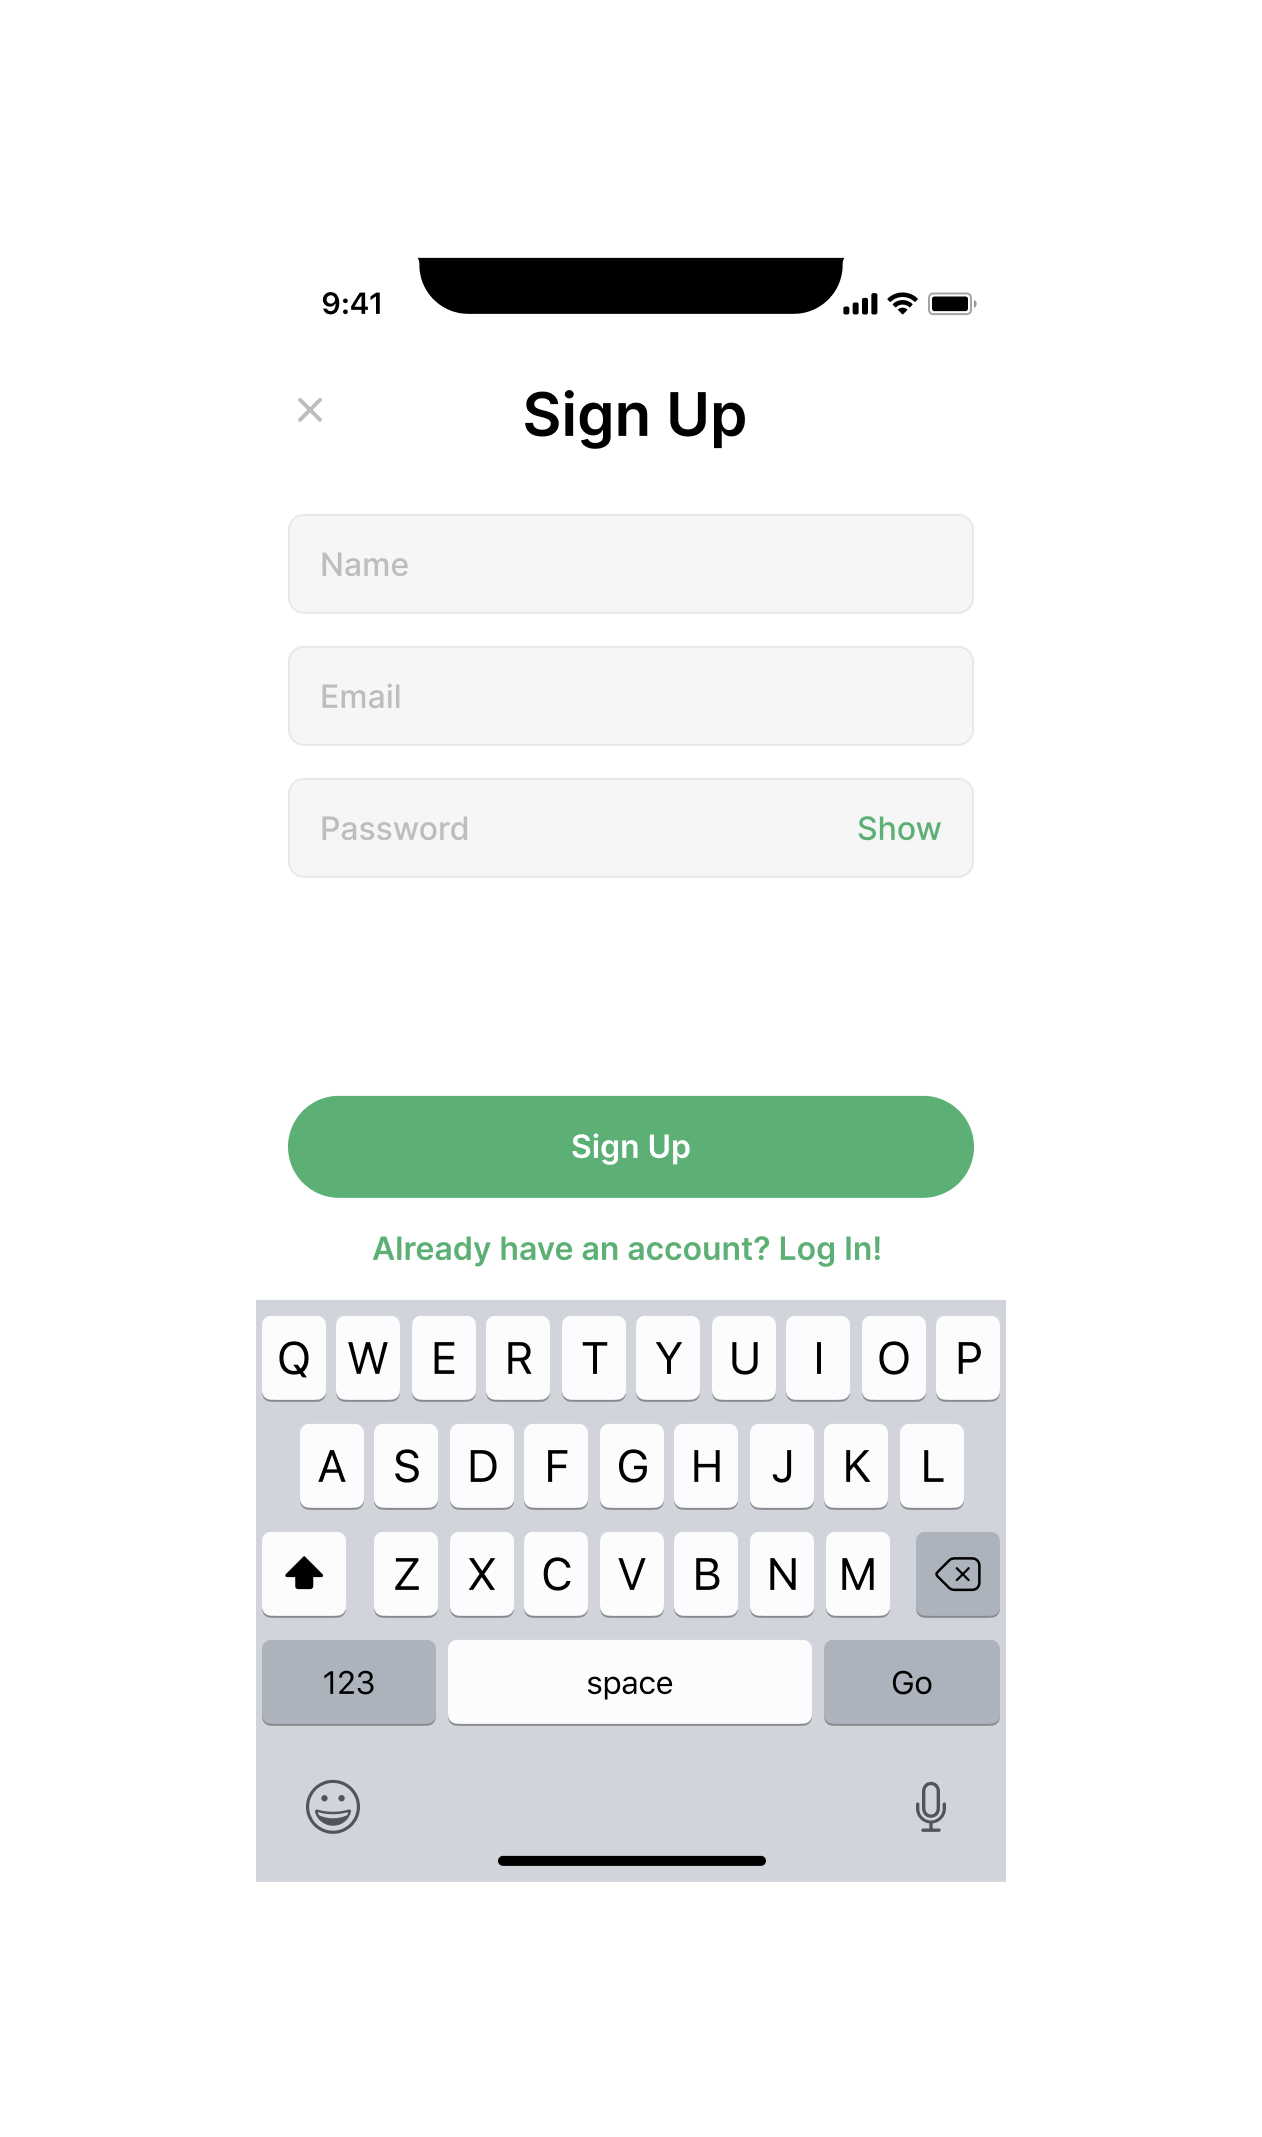 9:41
Sign Up
Name
Email
Password Show
Sign Up
Already have an account? Log In!
Q W E R T Y U I O P
A S D F G H J K L
Z X C V B N M
123 space Go